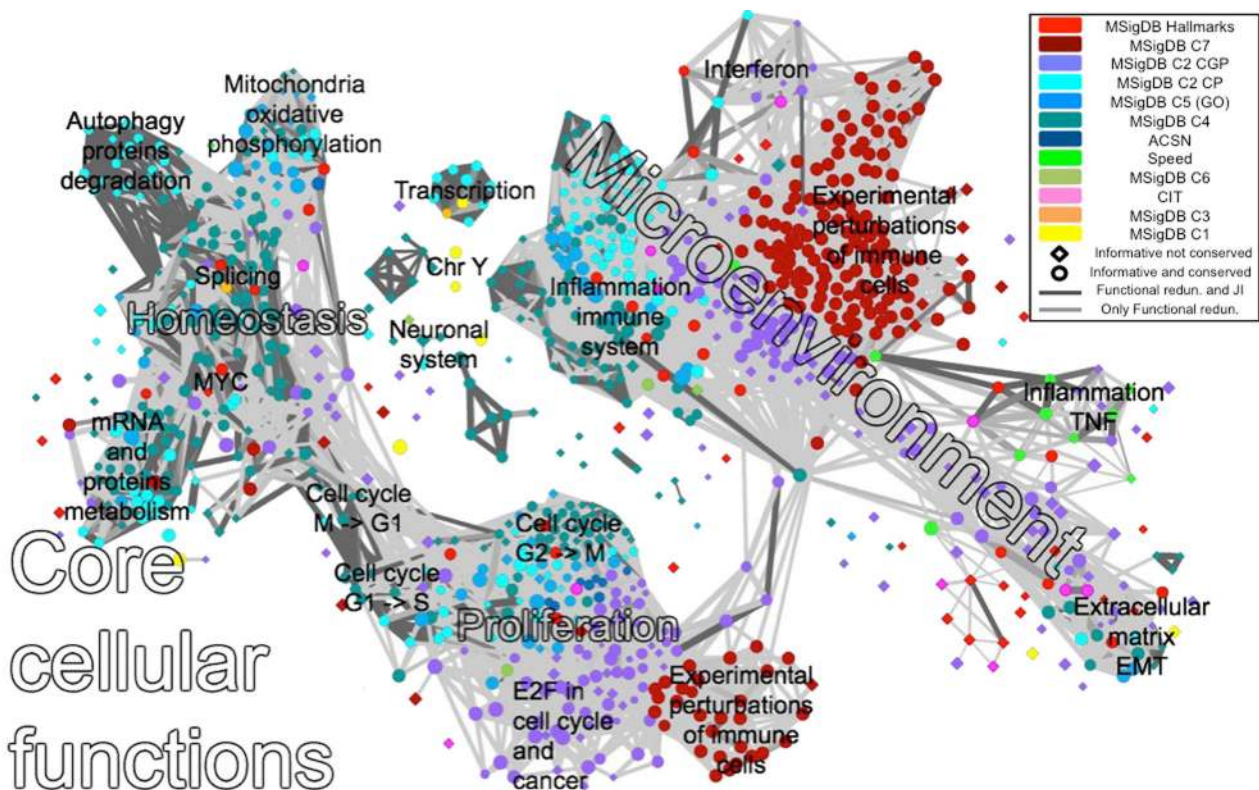 Mitochondria
oxidative
phosphorylation
Autophagy
proteins
degradation
Transcription
Interferon
Microenvironment
Experimental
perturbations
of immune
cells
Splicing
Homeostasis
Chr Y
Neuronal
system
Inflammation
immune
system
MYC
mRNA
and
proteins
metabolism
Inflammation
TNF
Cell cycle
M -> G1
Cell cycle
G2 -> M
Cell cycle
G1 -> S
Proliferation
Extracellular
matrix
EMT
E2F in
cell cycle
and
cancer
Experimental
perturbations
of immune
cells
Core
cellular
functions
MSigDB Hallmarks
MSigDB C7
MSigDB C2 CGP
MSigDB C2 CP
MSigDB C5 (GO)
MSigDB C4
ACSN
Speed
MSigDB C6
CIT
MSigDB C3
MSigDB C1
Informative not conserved
Informative and conserved
Functional redun. and JI
Only Functional redun.